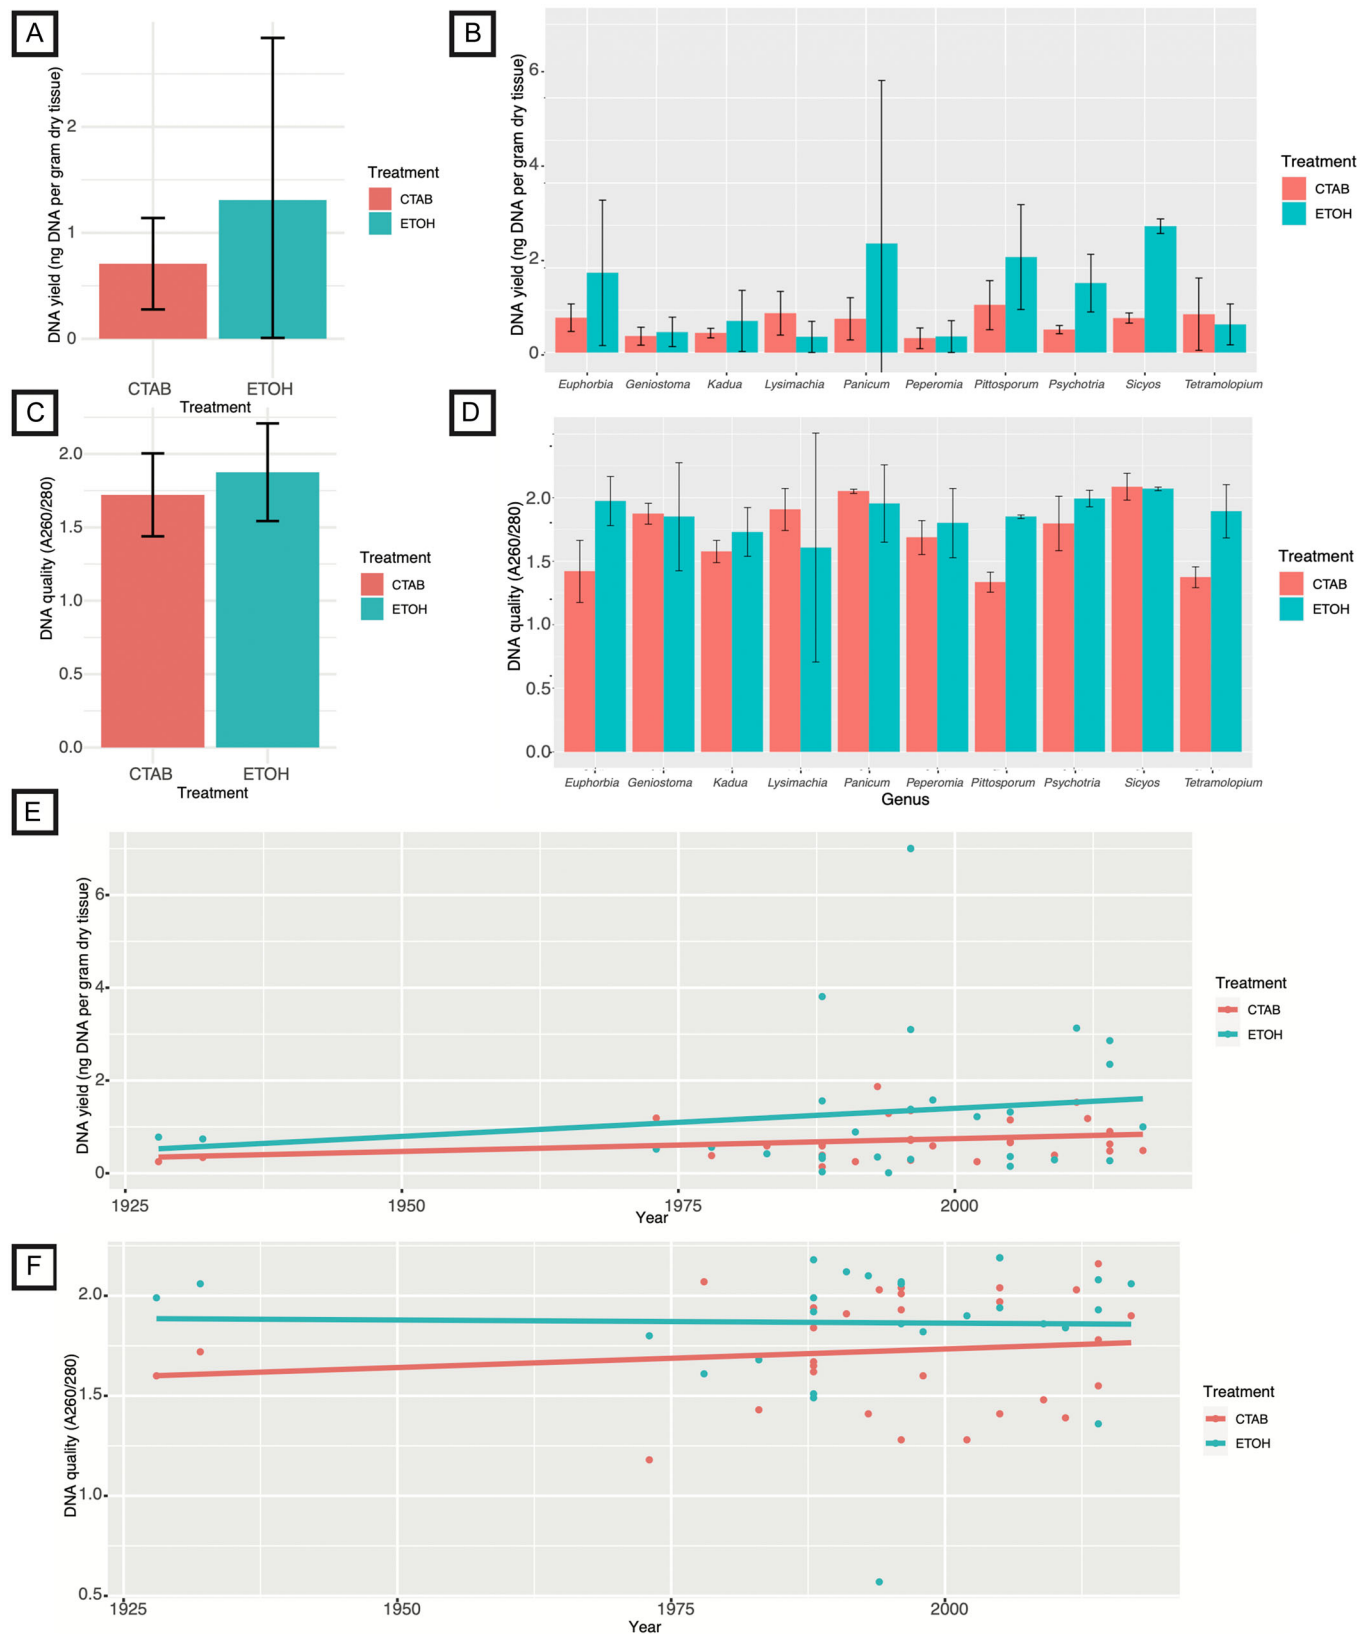 A
DNA yield (ng DNA per gram dry tissue)
2
1
0
CTAB ETOH
Treatment
Treatment
CTAB
ETOH
B
DNA yield (ng DNA per gram dry tissue)
6
4
2
0
Euphorbia Geniostoma Kadua Lysimachia Panicum Peperomia Pittosporum Psychotria Sicyos Tetramolopium
Treatment
CTAB
ETOH
C
DNA quality (A260/280)
2.0
1.5
1.0
0.5
0.0
CTAB ETOH
Treatment
Treatment
CTAB
ETOH
D
DNA quality (A260/280)
2.0
1.5
1.0
0.5
0.0
Euphorbia Geniostoma Kadua Lysimachia Panicum Peperomia Pittosporum Psychotria Sicyos Tetramolopium
Genus
Treatment
CTAB
ETOH
E
DNA yield (ng DNA per gram dry tissue)
6
4
2
0
1925 1950 1975 2000
Year
Treatment
CTAB
ETOH
F
DNA quality (A260/280)
2.0
1.5
1.0
0.5
1925 1950 1975 2000
Year
Treatment
CTAB
ETOH